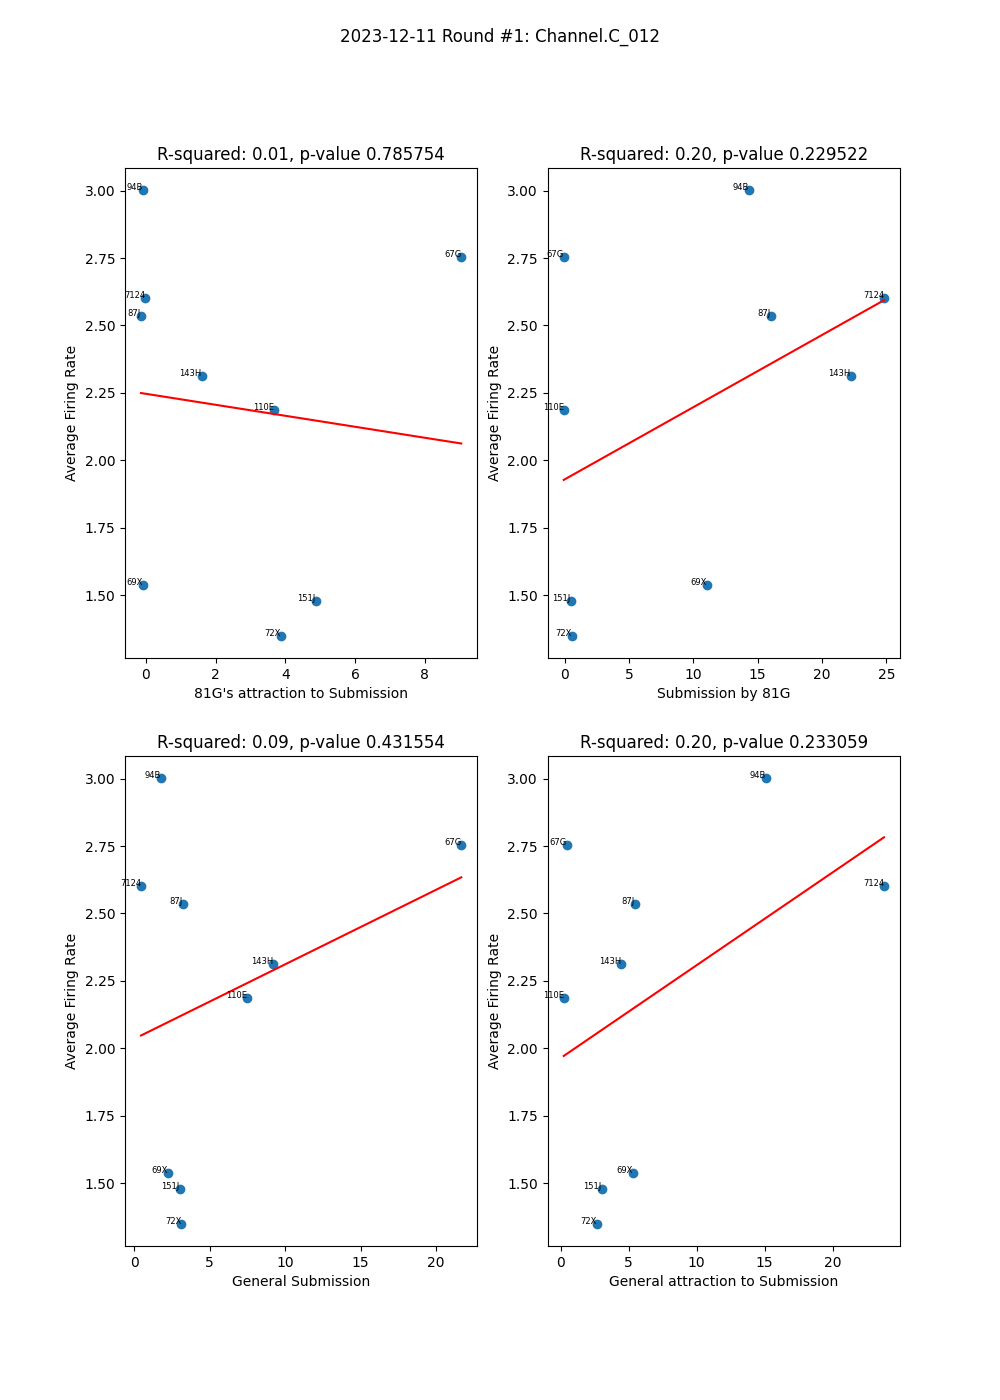 2023-12-11 Round #1: Channel.C_012
R-squared: 0.01, p-value 0.785754
R-squared: 0.20, p-value 0.229522
3.00
2.75
2.50
2.25
2.00
1.75
1.50
Average Firing Rate
94B
67G
7124
87J
143H
110E
69X
151J
72X
0
2
4
6
8
81G's attraction to Submission
3.00
2.75
2.50
2.25
2.00
1.75
1.50
Average Firing Rate
94B
67G
7124
87J
143H
110E
69X
151J
72X
0
5
10
15
20
25
Submission by 81G
R-squared: 0.09, p-value 0.431554
R-squared: 0.20, p-value 0.233059
3.00
2.75
2.50
2.25
2.00
1.75
1.50
Average Firing Rate
94B
67G
7124
87J
143H
110E
69X
151J
72X
0
5
10
15
20
General Submission
3.00
2.75
2.50
2.25
2.00
1.75
1.50
Average Firing Rate
94B
67G
7124
87J
143H
110E
69X
151J
72X
0
5
10
15
20
General attraction to Submission